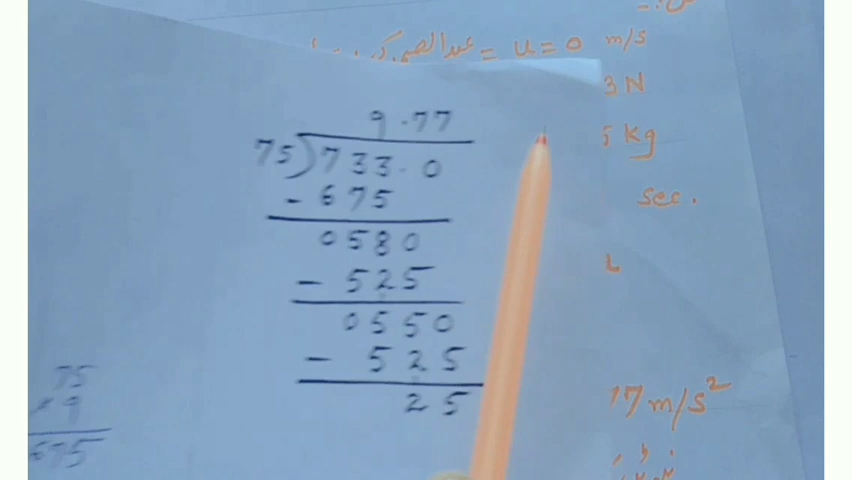 = u = 0 m/s
3 N
kg
sec.
9.77
75)733.0
- 675
0580
- 525
0550
- 525
25
17 m/s²
75
× 9
675